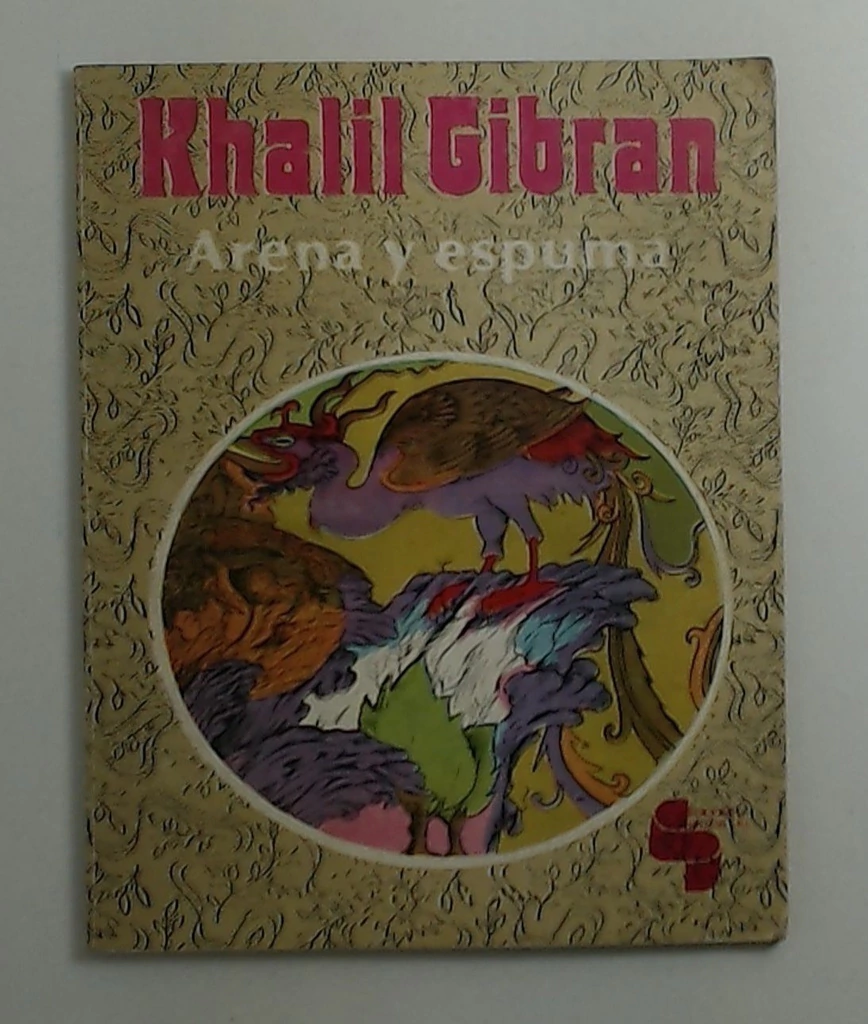 Khalil Gibran
Arena y espuma